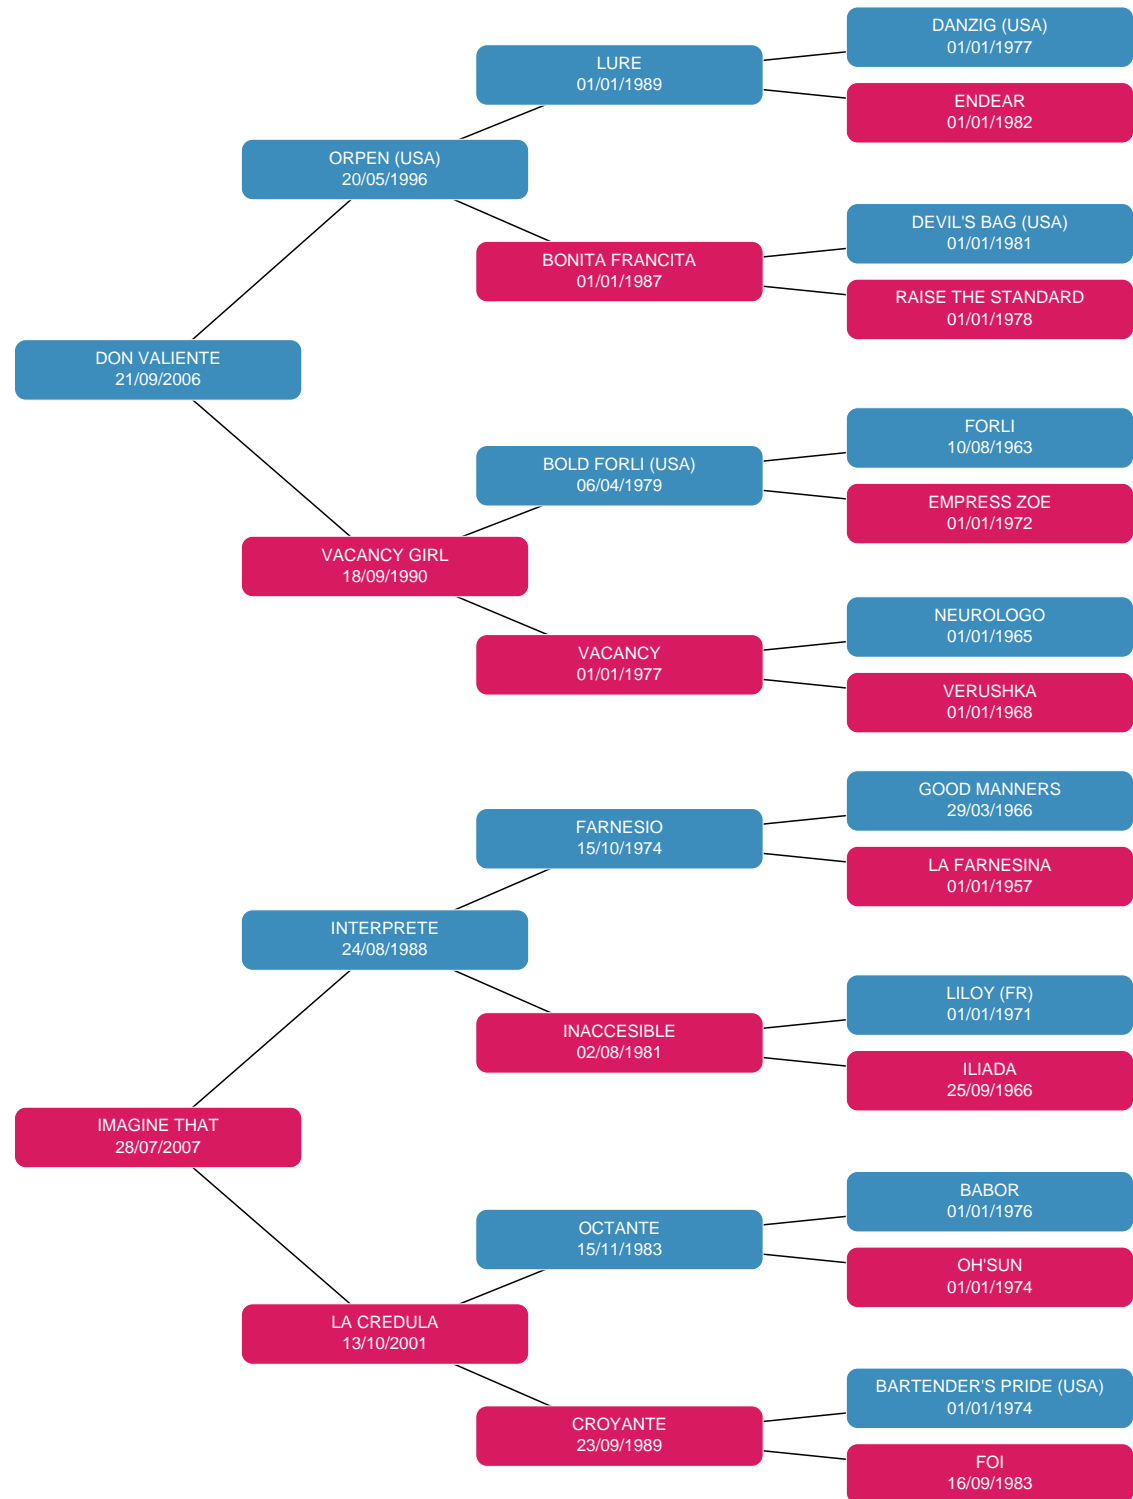 DANZIG (USA)
01/01/1977
LURE
01/01/1989
ENDEAR
01/01/1982
ORPEN (USA)
20/05/1996
DEVIL'S BAG (USA)
01/01/1981
BONITA FRANCITA
01/01/1987
RAISE THE STANDARD
01/01/1978
DON VALIENTE
21/09/2006
FORLI
10/08/1963
BOLD FORLI (USA)
06/04/1979
EMPRESS ZOE
01/01/1972
VACANCY GIRL
18/09/1990
NEUROLOGO
01/01/1965
VACANCY
01/01/1977
VERUSHKA
01/01/1968
GOOD MANNERS
29/03/1966
FARNESIO
15/10/1974
LA FARNESINA
01/01/1957
INTERPRETE
24/08/1988
LILOY (FR)
01/01/1971
INACCESIBLE
02/08/1981
ILIADA
25/09/1966
IMAGINE THAT
28/07/2007
BABOR
01/01/1976
OCTANTE
15/11/1983
OH'SUN
01/01/1974
LA CREDULA
13/10/2001
BARTENDER'S PRIDE (USA)
01/01/1974
CROYANTE
23/09/1989
FOI
16/09/1983